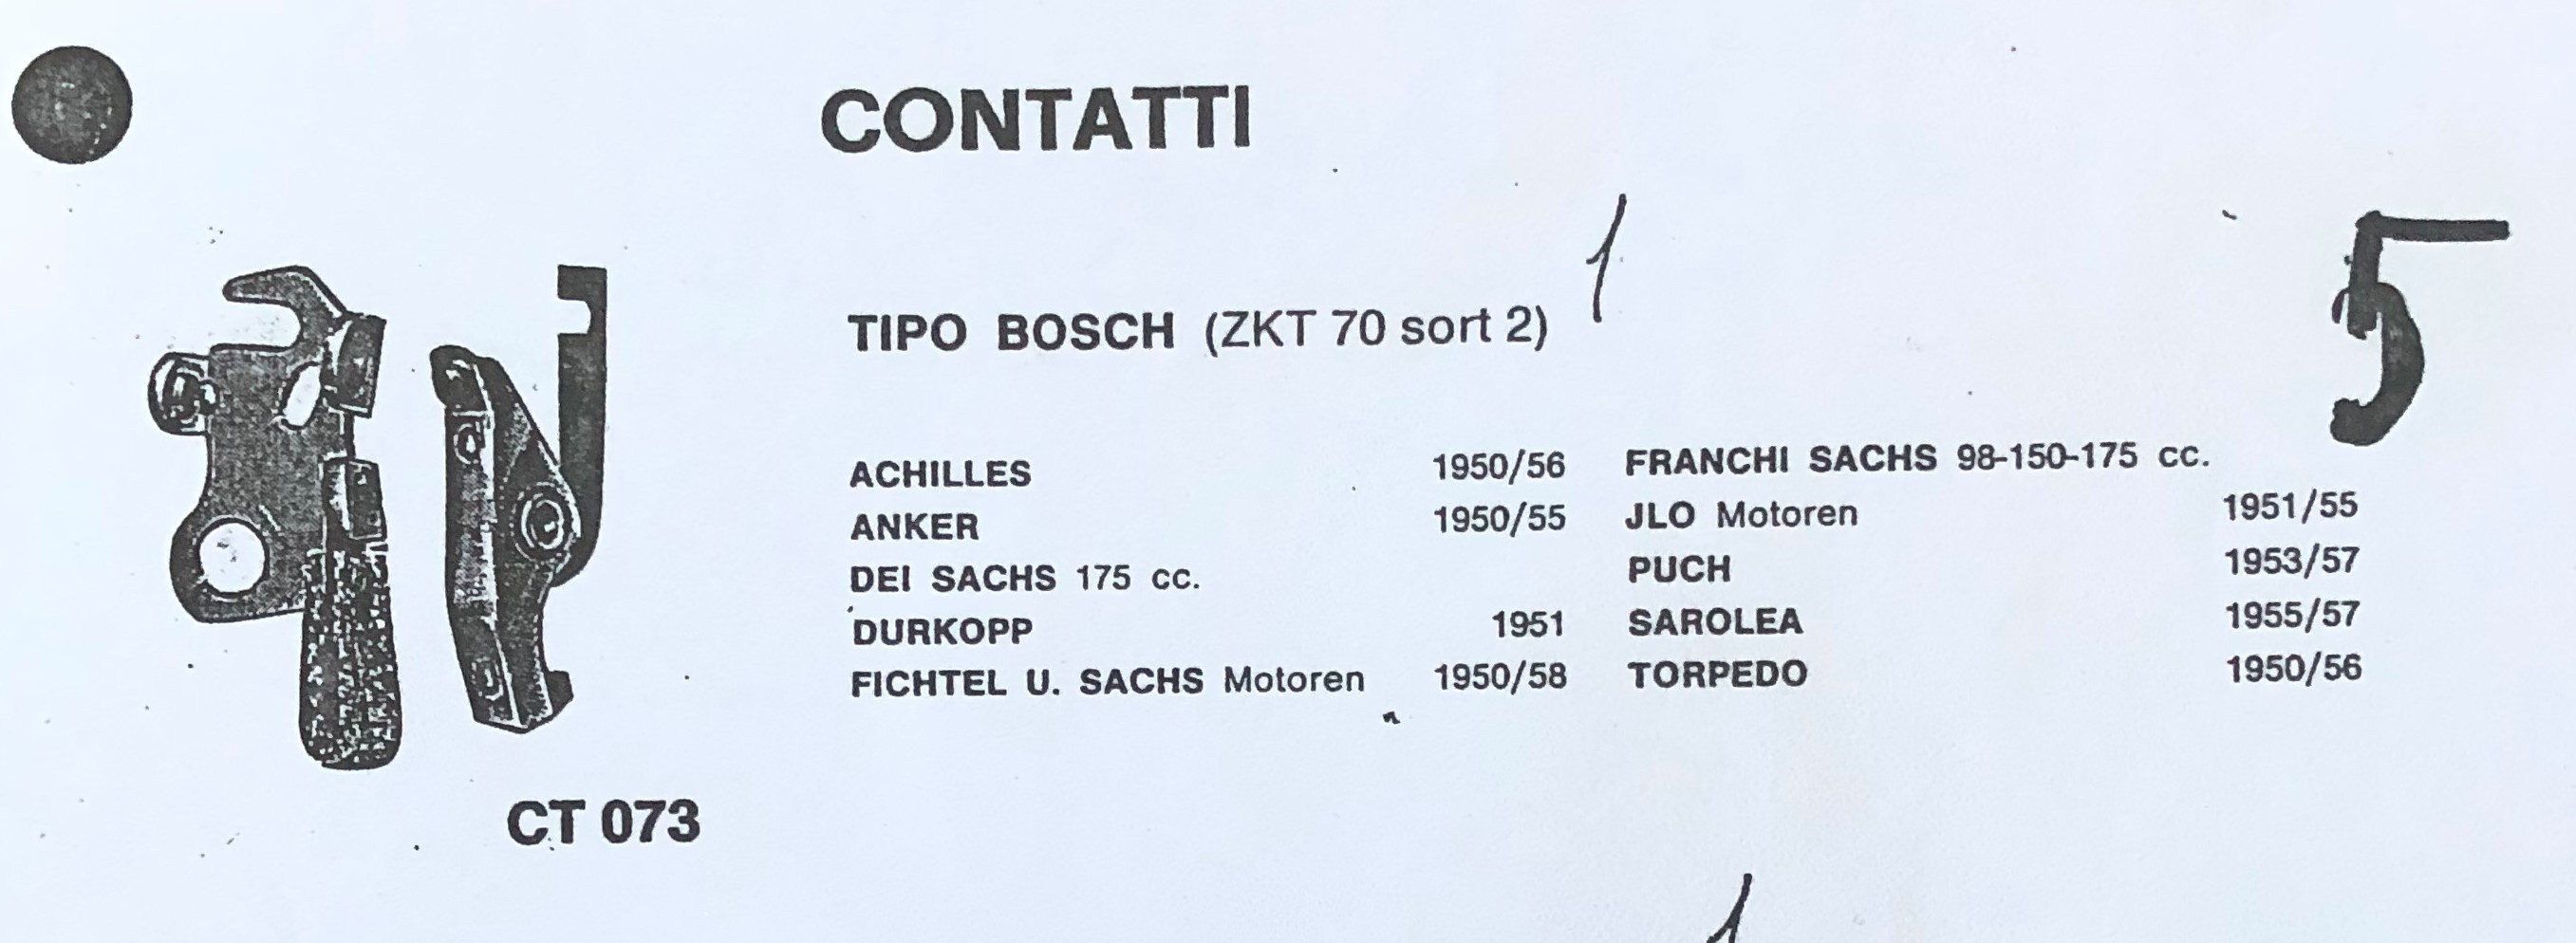 CONTATTI
1
5
TIPO BOSCH (ZKT 70 sort 2)
ACHILLES 1950/56
ANKER 1950/55
DEI SACHS 175 cc.
DURKOPP 1951
FICHTEL U. SACHS Motoren 1950/58
FRANCHI SACHS 98-150-175 cc.
JLO Motoren 1951/55
PUCH 1953/57
SAROLEA 1955/57
TORPEDO 1950/56
CT 073